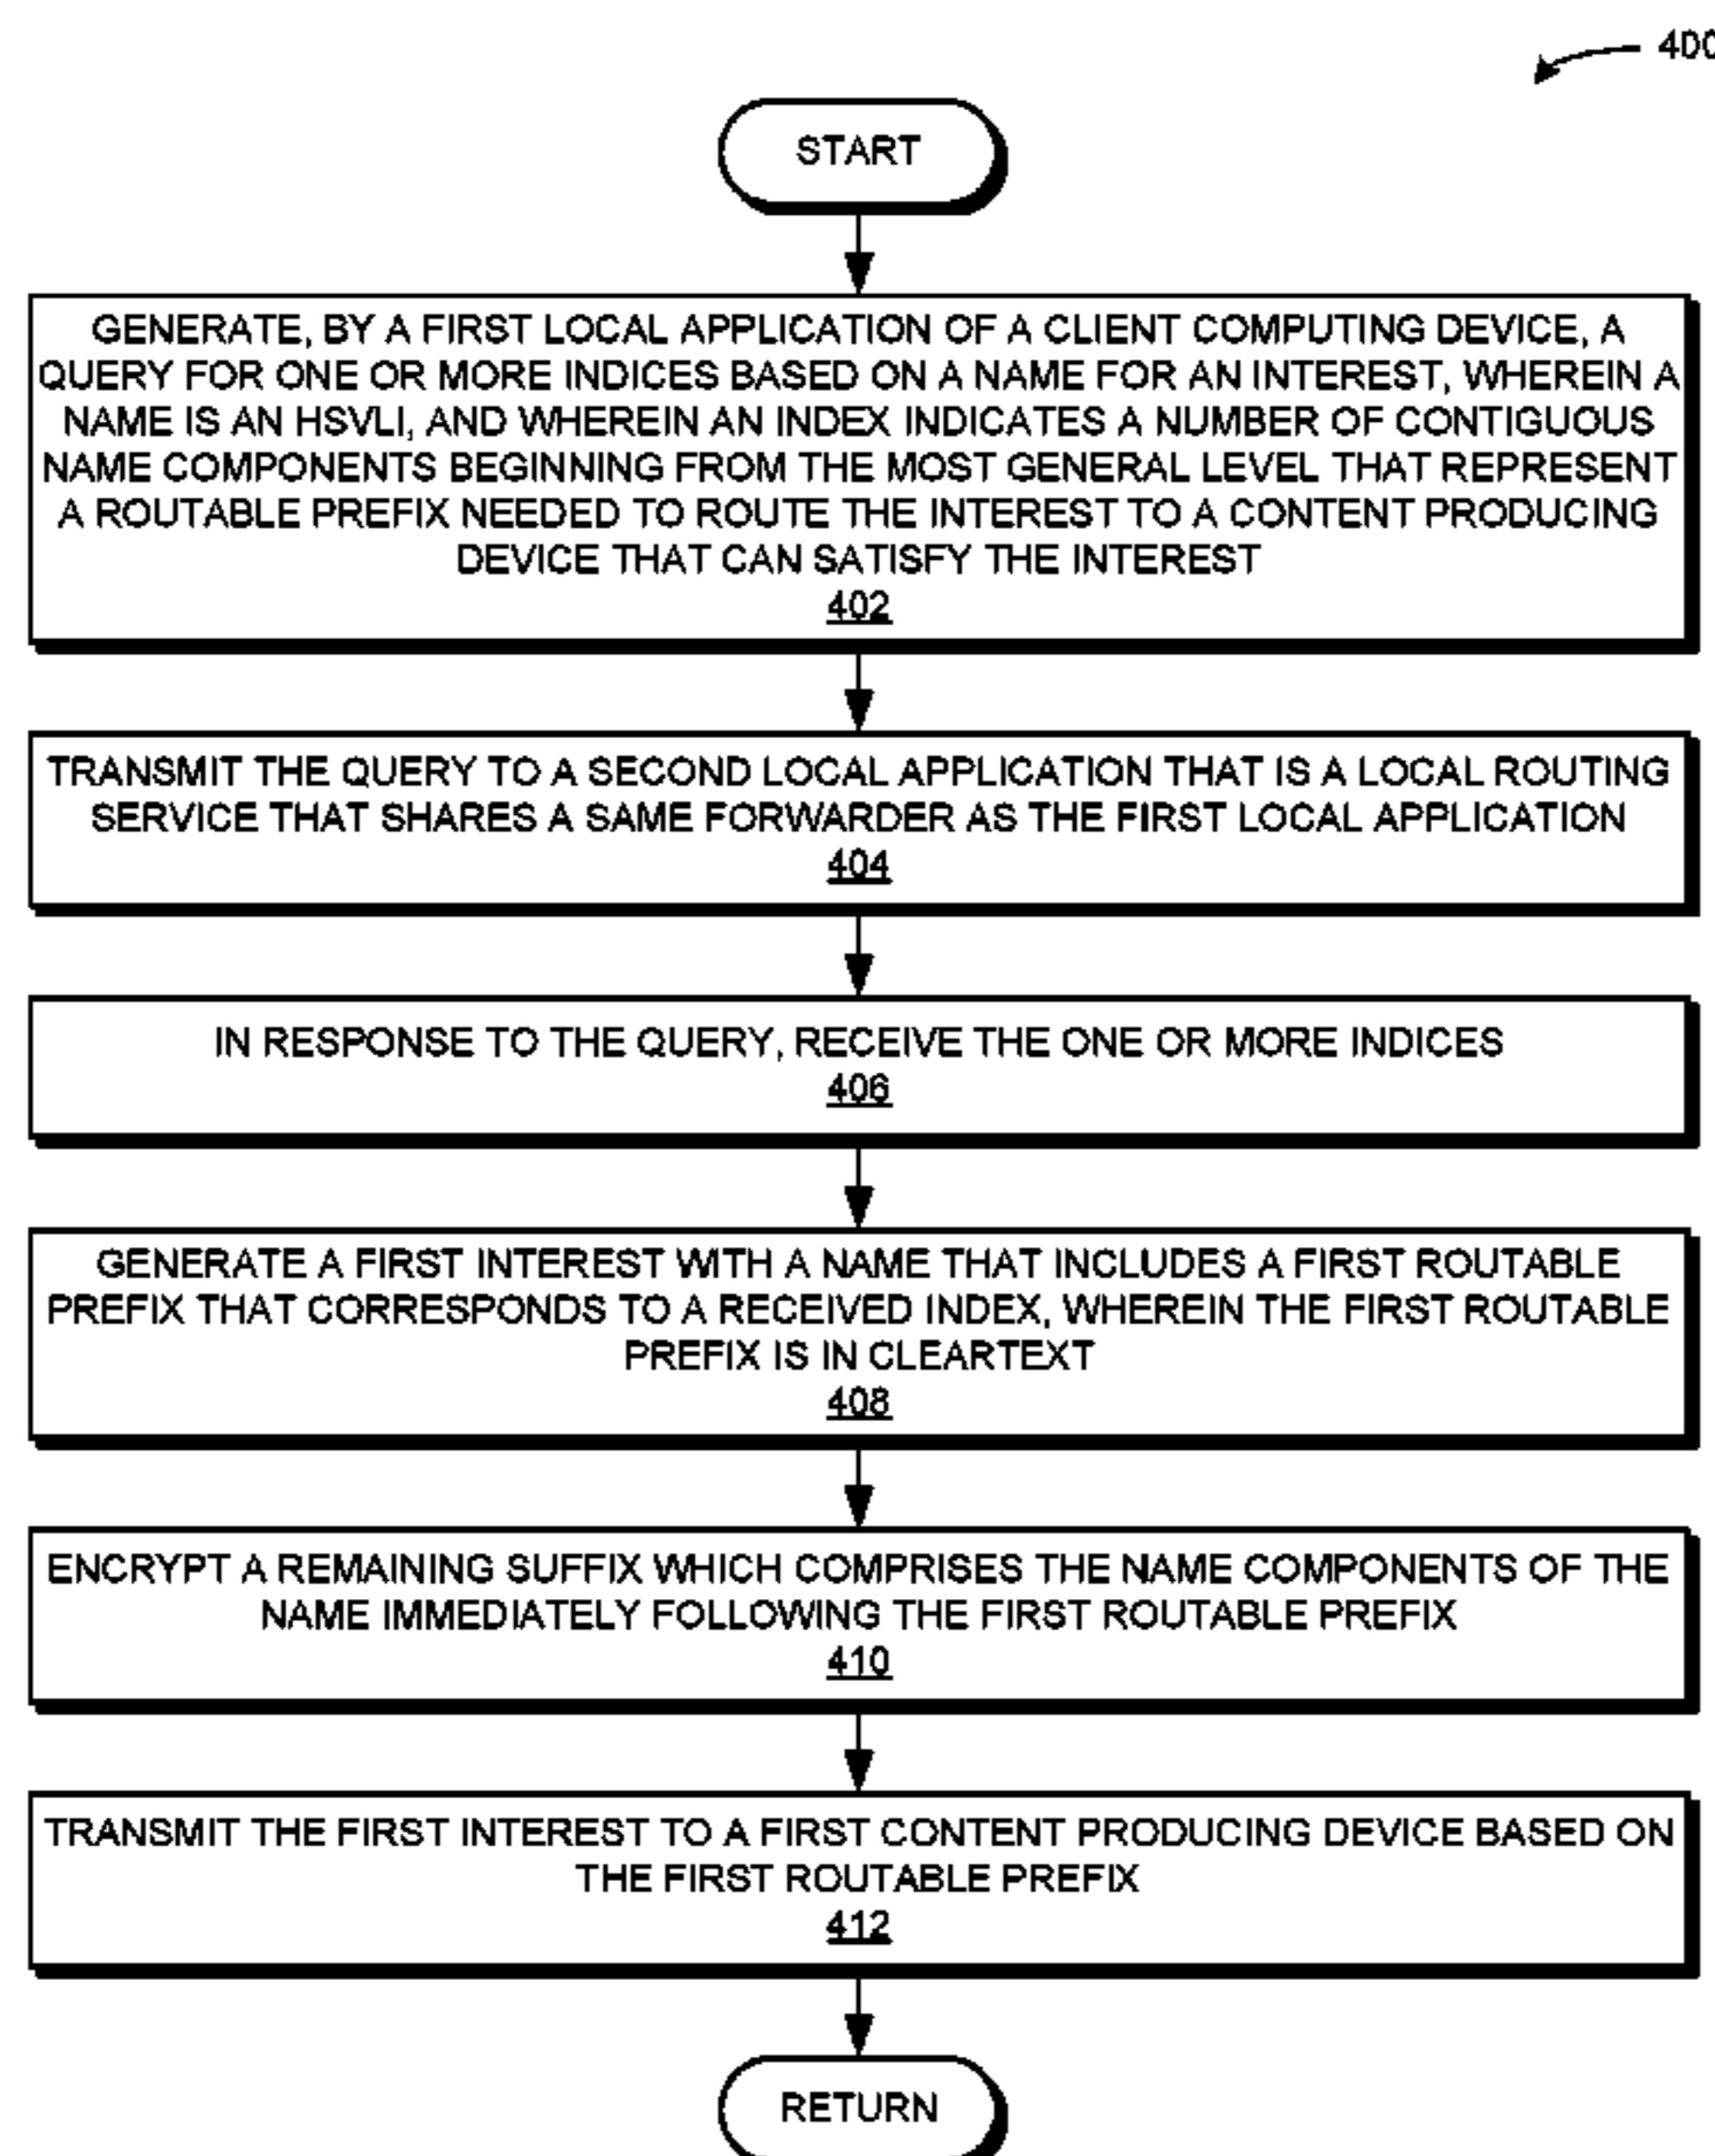 400
START
GENERATE, BY A FIRST LOCAL APPLICATION OF A CLIENT COMPUTING DEVICE, A
QUERY FOR ONE OR MORE INDICES BASED ON A NAME FOR AN INTEREST, WHEREIN A
NAME IS AN HSVLI, AND WHEREIN AN INDEX INDICATES A NUMBER OF CONTIGUOUS
NAME COMPONENTS BEGINNING FROM THE MOST GENERAL LEVEL THAT REPRESENT
A ROUTABLE PREFIX NEEDED TO ROUTE THE INTEREST TO A CONTENT PRODUCING
DEVICE THAT CAN SATISFY THE INTEREST
402
TRANSMIT THE QUERY TO A SECOND LOCAL APPLICATION THAT IS A LOCAL ROUTING
SERVICE THAT SHARES A SAME FORWARDER AS THE FIRST LOCAL APPLICATION
404
IN RESPONSE TO THE QUERY, RECEIVE THE ONE OR MORE INDICES
406
GENERATE A FIRST INTEREST WITH A NAME THAT INCLUDES A FIRST ROUTABLE
PREFIX THAT CORRESPONDS TO A RECEIVED INDEX, WHEREIN THE FIRST ROUTABLE
PREFIX IS IN CLEARTEXT
408
ENCRYPT A REMAINING SUFFIX WHICH COMPRISES THE NAME COMPONENTS OF THE
NAME IMMEDIATELY FOLLOWING THE FIRST ROUTABLE PREFIX
410
TRANSMIT THE FIRST INTEREST TO A FIRST CONTENT PRODUCING DEVICE BASED ON
THE FIRST ROUTABLE PREFIX
412
RETURN